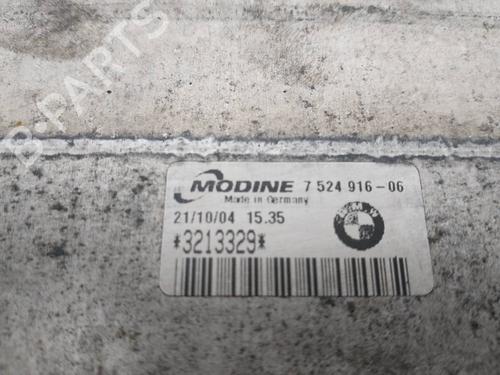 B-PARTS
MODINE 7 524 916-06
Made in Germany
21/10/04 15.35
*3213329*
BMW